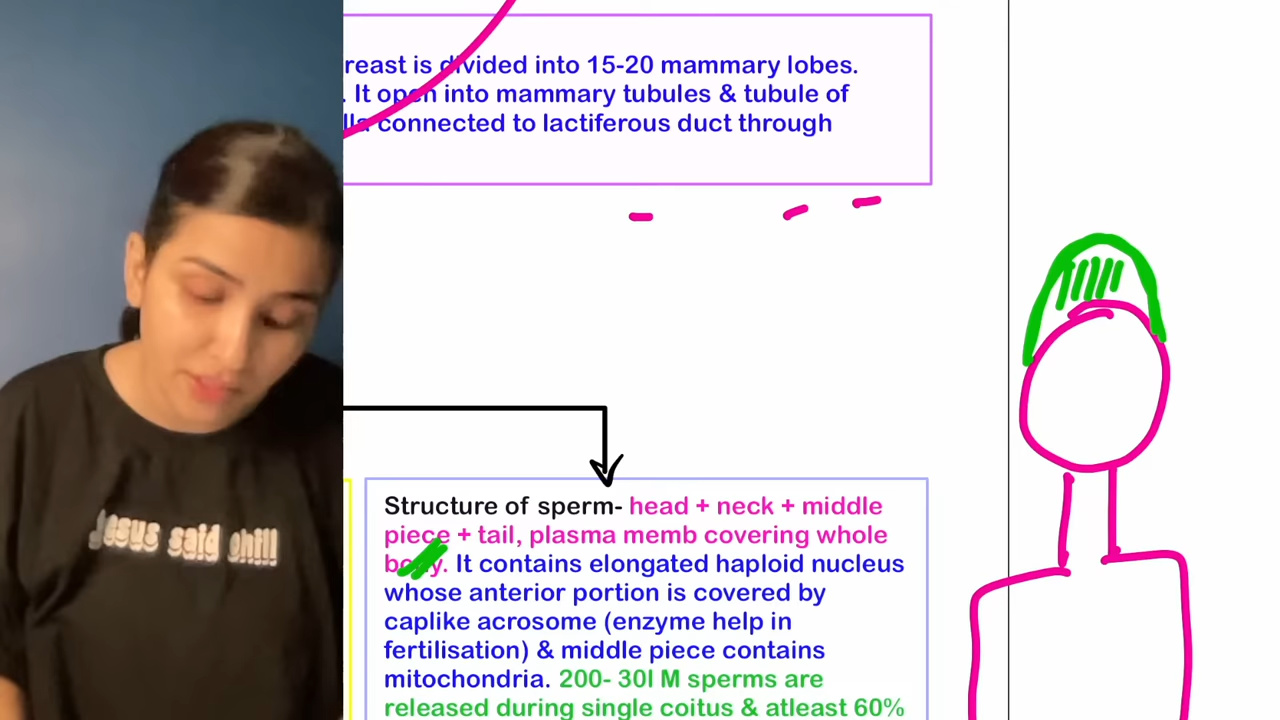 reast is divided into 15-20 mammary lobes.
. It open into mammary tubules & tubule of
lla connected to lactiferous duct through
Jesus said chill
Structure of sperm- head + neck + middle
piece + tail, plasma memb covering whole
body. It contains elongated haploid nucleus
whose anterior portion is covered by
caplike acrosome (enzyme help in
fertilisation) & middle piece contains
mitochondria. 200- 30l M sperms are
released during single coitus & atleast 60%